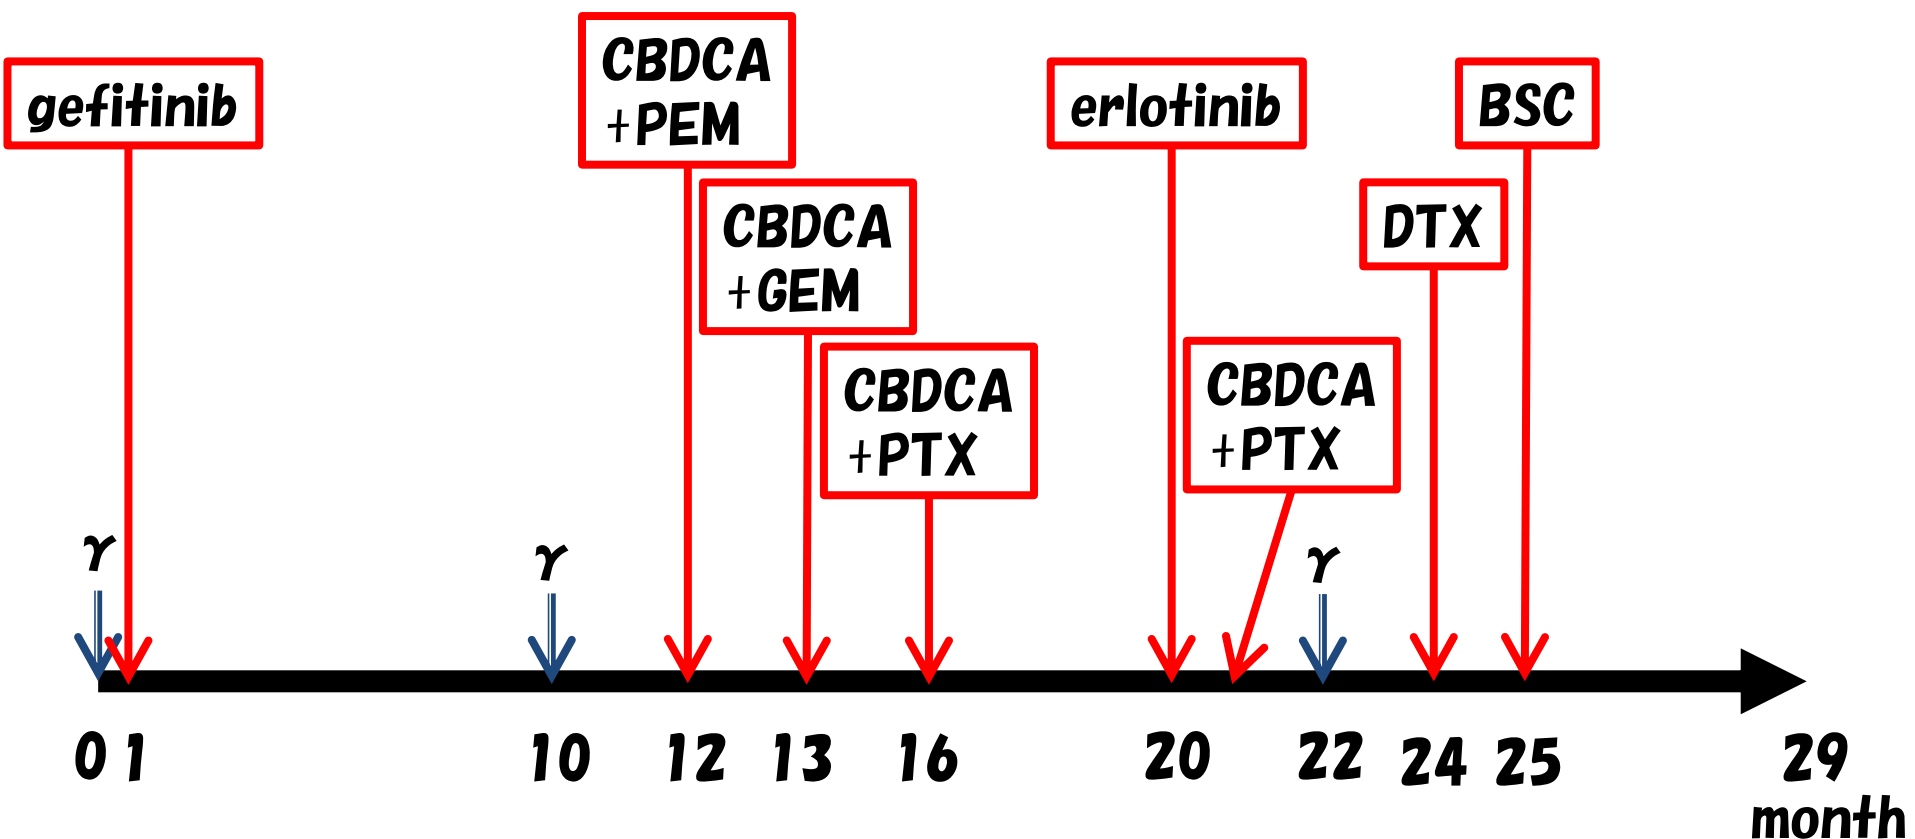 gefitinib
CBDCA
+PEM
CBDCA
+GEM
CBDCA
+PTX
erlotinib
CBDCA
+PTX
DTX
BSC
γ
γ
γ
0 1 10 12 13 16 20 22 24 25 29
month